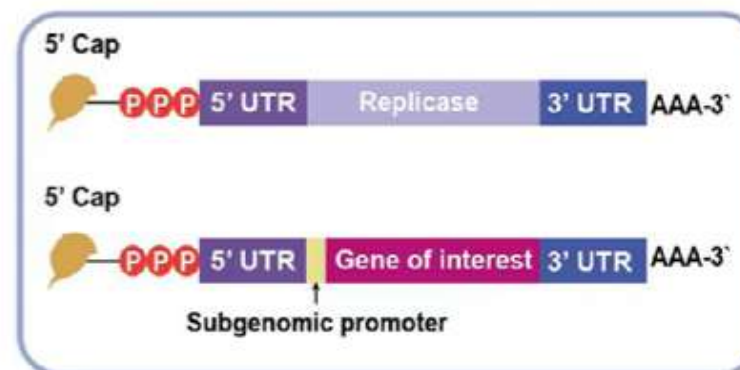 5' Cap
PPP 5' UTR Replicase 3' UTR AAA-3`
5' Cap
PPP 5' UTR Gene of interest 3' UTR AAA-3`
Subgenomic promoter